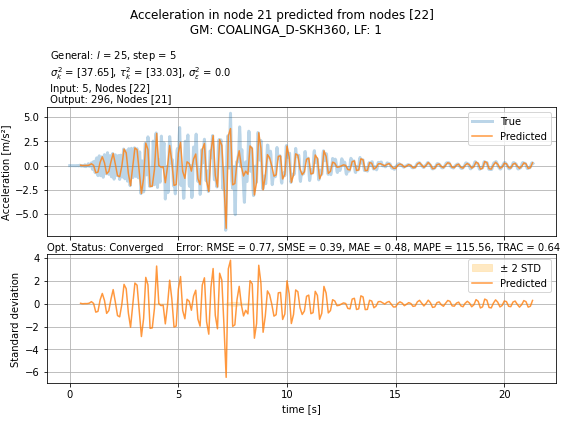 Acceleration in node 21 predicted from nodes [22]
GM: COALINGA_D-SKH360, LF: 1
General: l = 25, step = 5
σ²ₖ = [37.65], τ²ₖ = [33.03], σ²ε = 0.0
Input: 5, Nodes [22]
Output: 296, Nodes [21]
5.0
2.5
0.0
−2.5
−5.0
Acceleration [m/s²]
True
Predicted
Opt. Status: Converged Error: RMSE = 0.77, SMSE = 0.39, MAE = 0.48, MAPE = 115.56, TRAC = 0.64
4
2
0
−2
−4
−6
Standard deviation
± 2 STD
Predicted
0 5 10 15 20
time [s]